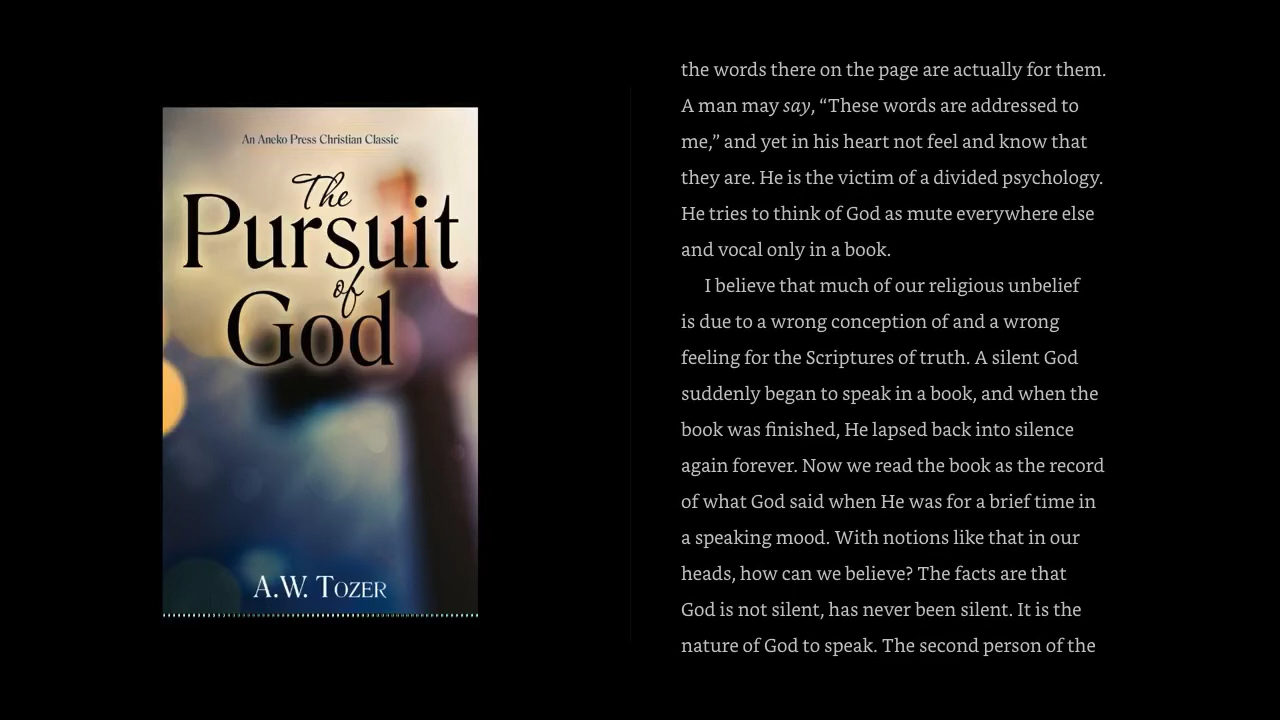 An Aneko Press Christian Classic
The
Pursuit
of
God
A.W. Tozer
the words there on the page are actually for them.
A man may say, “These words are addressed to
me,” and yet in his heart not feel and know that
they are. He is the victim of a divided psychology.
He tries to think of God as mute everywhere else
and vocal only in a book.
I believe that much of our religious unbelief
is due to a wrong conception of and a wrong
feeling for the Scriptures of truth. A silent God
suddenly began to speak in a book, and when the
book was finished, He lapsed back into silence
again forever. Now we read the book as the record
of what God said when He was for a brief time in
a speaking mood. With notions like that in our
heads, how can we believe? The facts are that
God is not silent, has never been silent. It is the
nature of God to speak. The second person of the